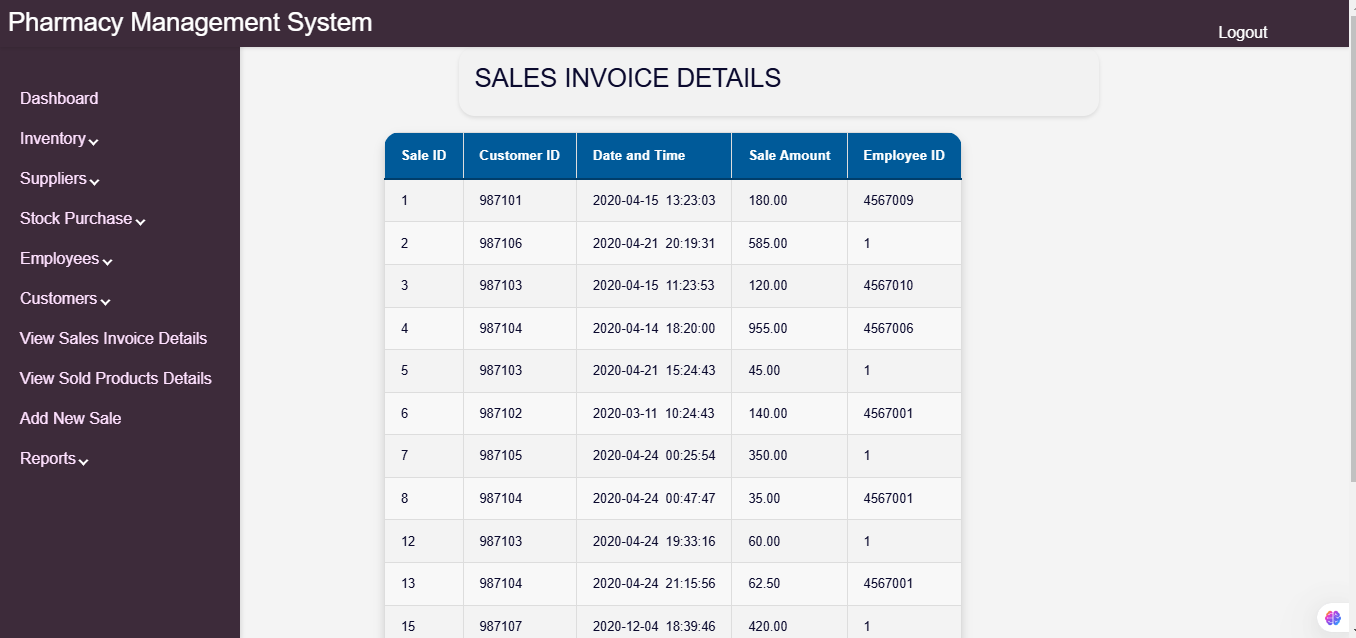 Pharmacy Management System
Logout
Dashboard
Inventory
Suppliers
Stock Purchase
Employees
Customers
View Sales Invoice Details
View Sold Products Details
Add New Sale
Reports
SALES INVOICE DETAILS
Sale ID Customer ID Date and Time Sale Amount Employee ID
1 987101 2020-04-15 13:23:03 180.00 4567009
2 987106 2020-04-21 20:19:31 585.00 1
3 987103 2020-04-15 11:23:53 120.00 4567010
4 987104 2020-04-14 18:20:00 955.00 4567006
5 987103 2020-04-21 15:24:43 45.00 1
6 987102 2020-03-11 10:24:43 140.00 4567001
7 987105 2020-04-24 00:25:54 350.00 1
8 987104 2020-04-24 00:47:47 35.00 4567001
12 987103 2020-04-24 19:33:16 60.00 1
13 987104 2020-04-24 21:15:56 62.50 4567001
15 987107 2020-12-04 18:39:46 420.00 1